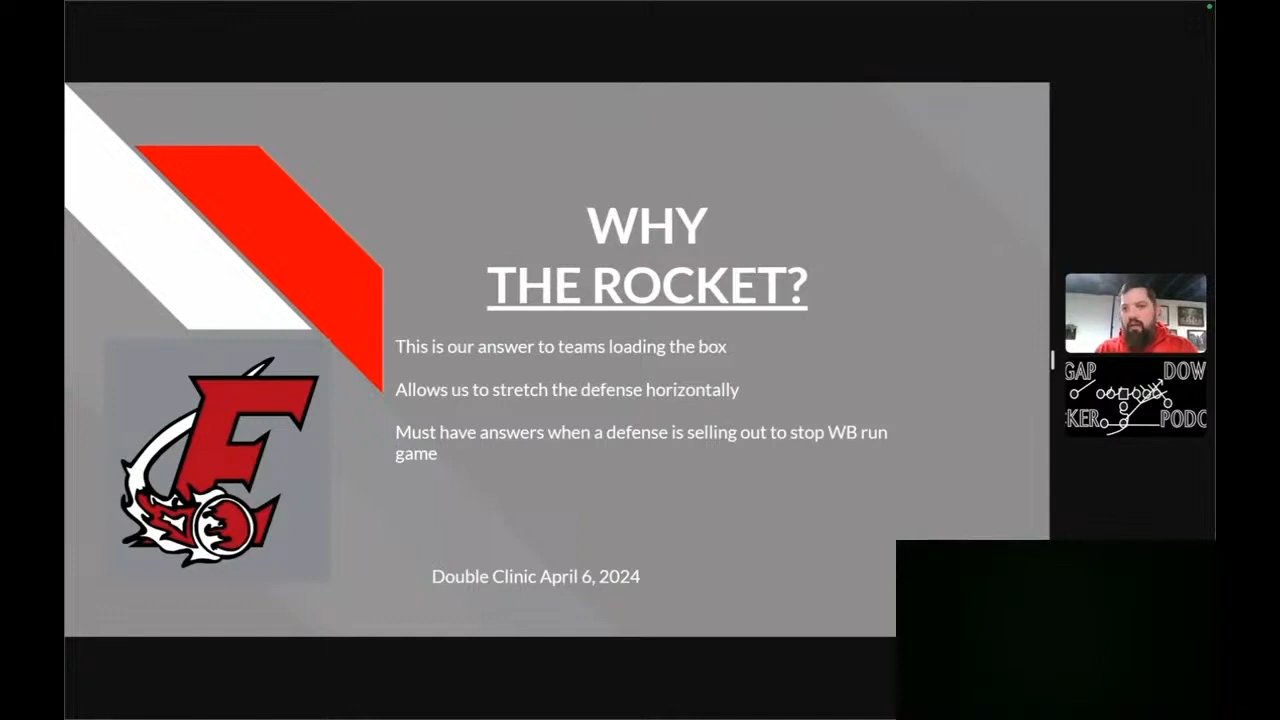 WHY
THE ROCKET?
This is our answer to teams loading the box
Allows us to stretch the defense horizontally
Must have answers when a defense is selling out to stop WB run
game
Double Clinic April 6, 2024
E
GAP DOW
KER PODC